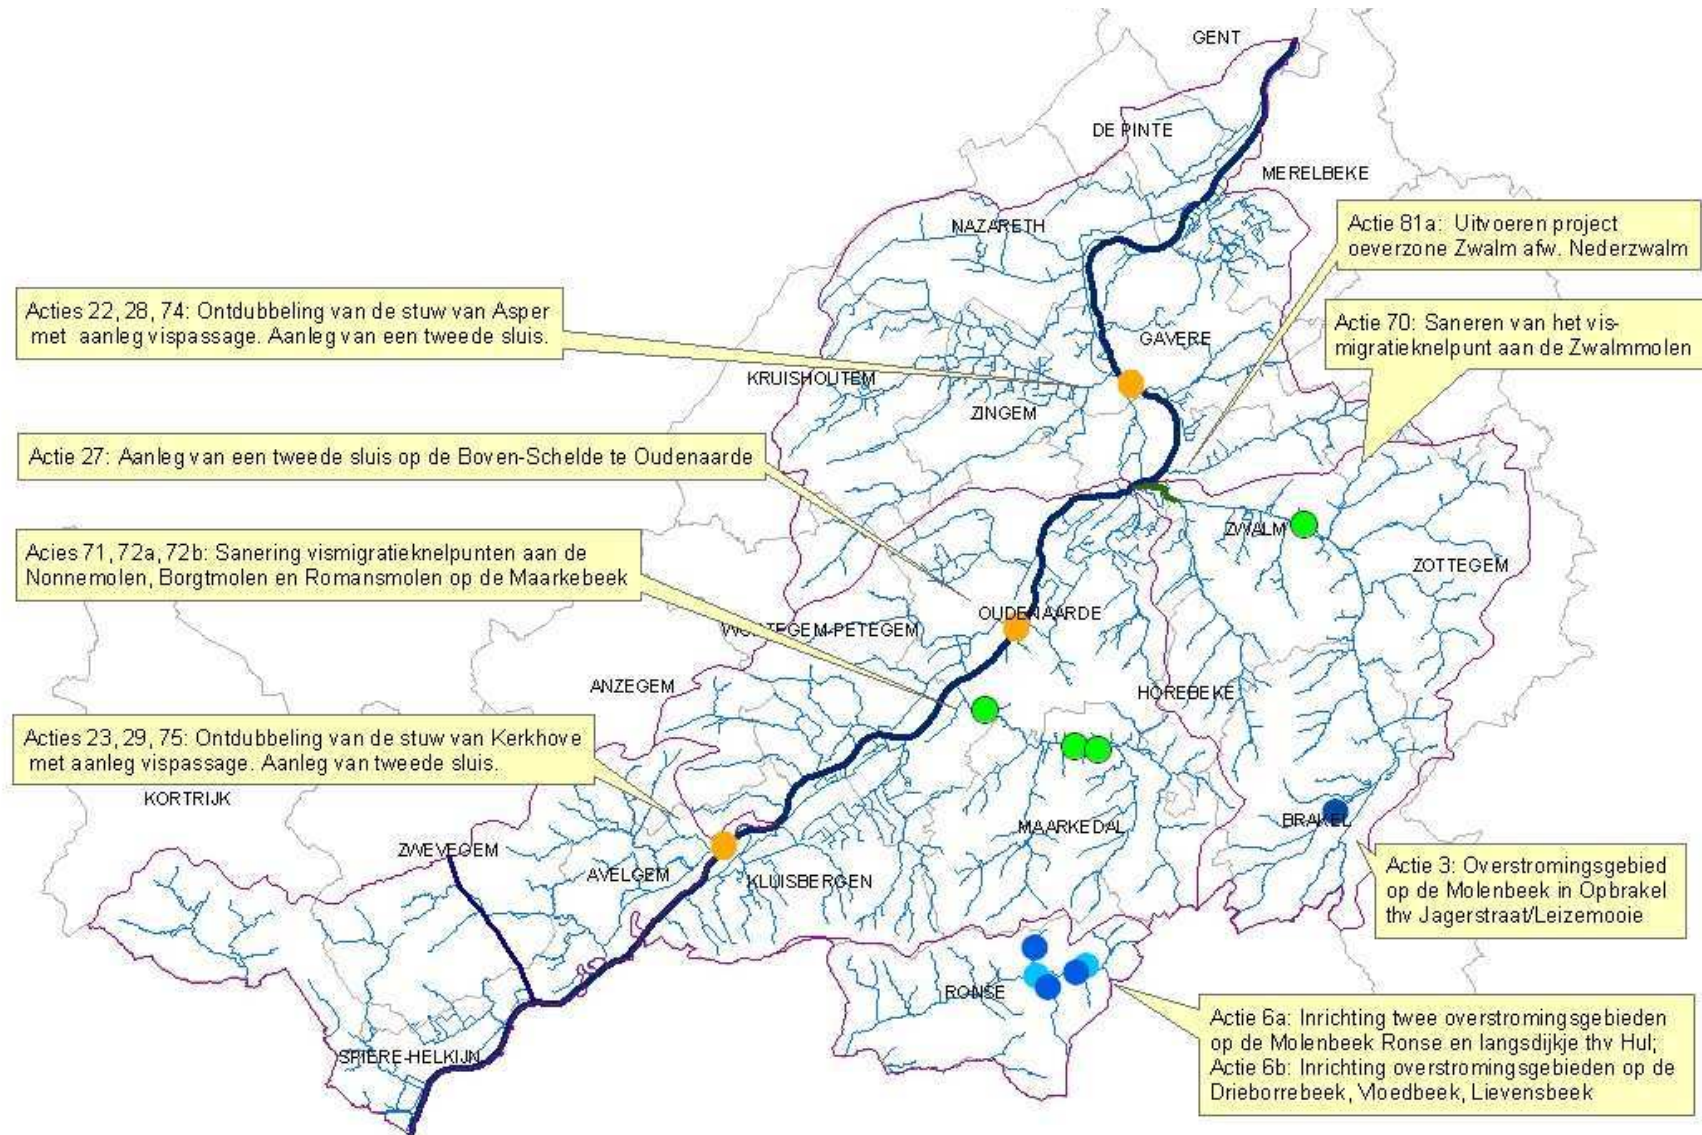 GENT
DE PINTE
MERELBEKE
NAZARETH
Actie 81a: Uitvoeren project
oeverzone Zwalm afw. Nederzwalm
Acties 22, 28, 74: Ontdubbeling van de stuw van Asper
met aanleg vispassage. Aanleg van een tweede sluis.
Actie 70: Saneren van het vis-
migratieknelpunt aan de Zwalmmolen
GAVERE
KRUISHOUTEM
ZINGEM
Actie 27: Aanleg van een tweede sluis op de Boven-Schelde te Oudenaarde
ZWALM
ZOTTEGEM
Acies 71, 72a, 72b: Sanering vismigratieknelpunten aan de
Nonnemolen, Borgtmolen en Romansmolen op de Maarkebeek
OUDENAARDE
WORTEGEM-PETEGEM
ANZEGEM
HOREBEKE
Acties 23, 29, 75: Ontdubbeling van de stuw van Kerkhove
met aanleg vispassage. Aanleg van tweede sluis.
KORTRIJK
MAARKEDAL
BRAKEL
ZWEVEGEM
AVELGEM
KLUISBERGEN
Actie 3: Overstromingsgebied
op de Molenbeek in Opbrakel
thv Jagerstraat/Leizemooie
RONSE
SPIERE-HELKIJN
Actie 6a: Inrichting twee overstromingsgebieden
op de Molenbeek Ronse en langsdijkje thv Hul;
Actie 6b: Inrichting overstromingsgebieden op de
Drieborrebeek, Vloedbeek, Lievensbeek